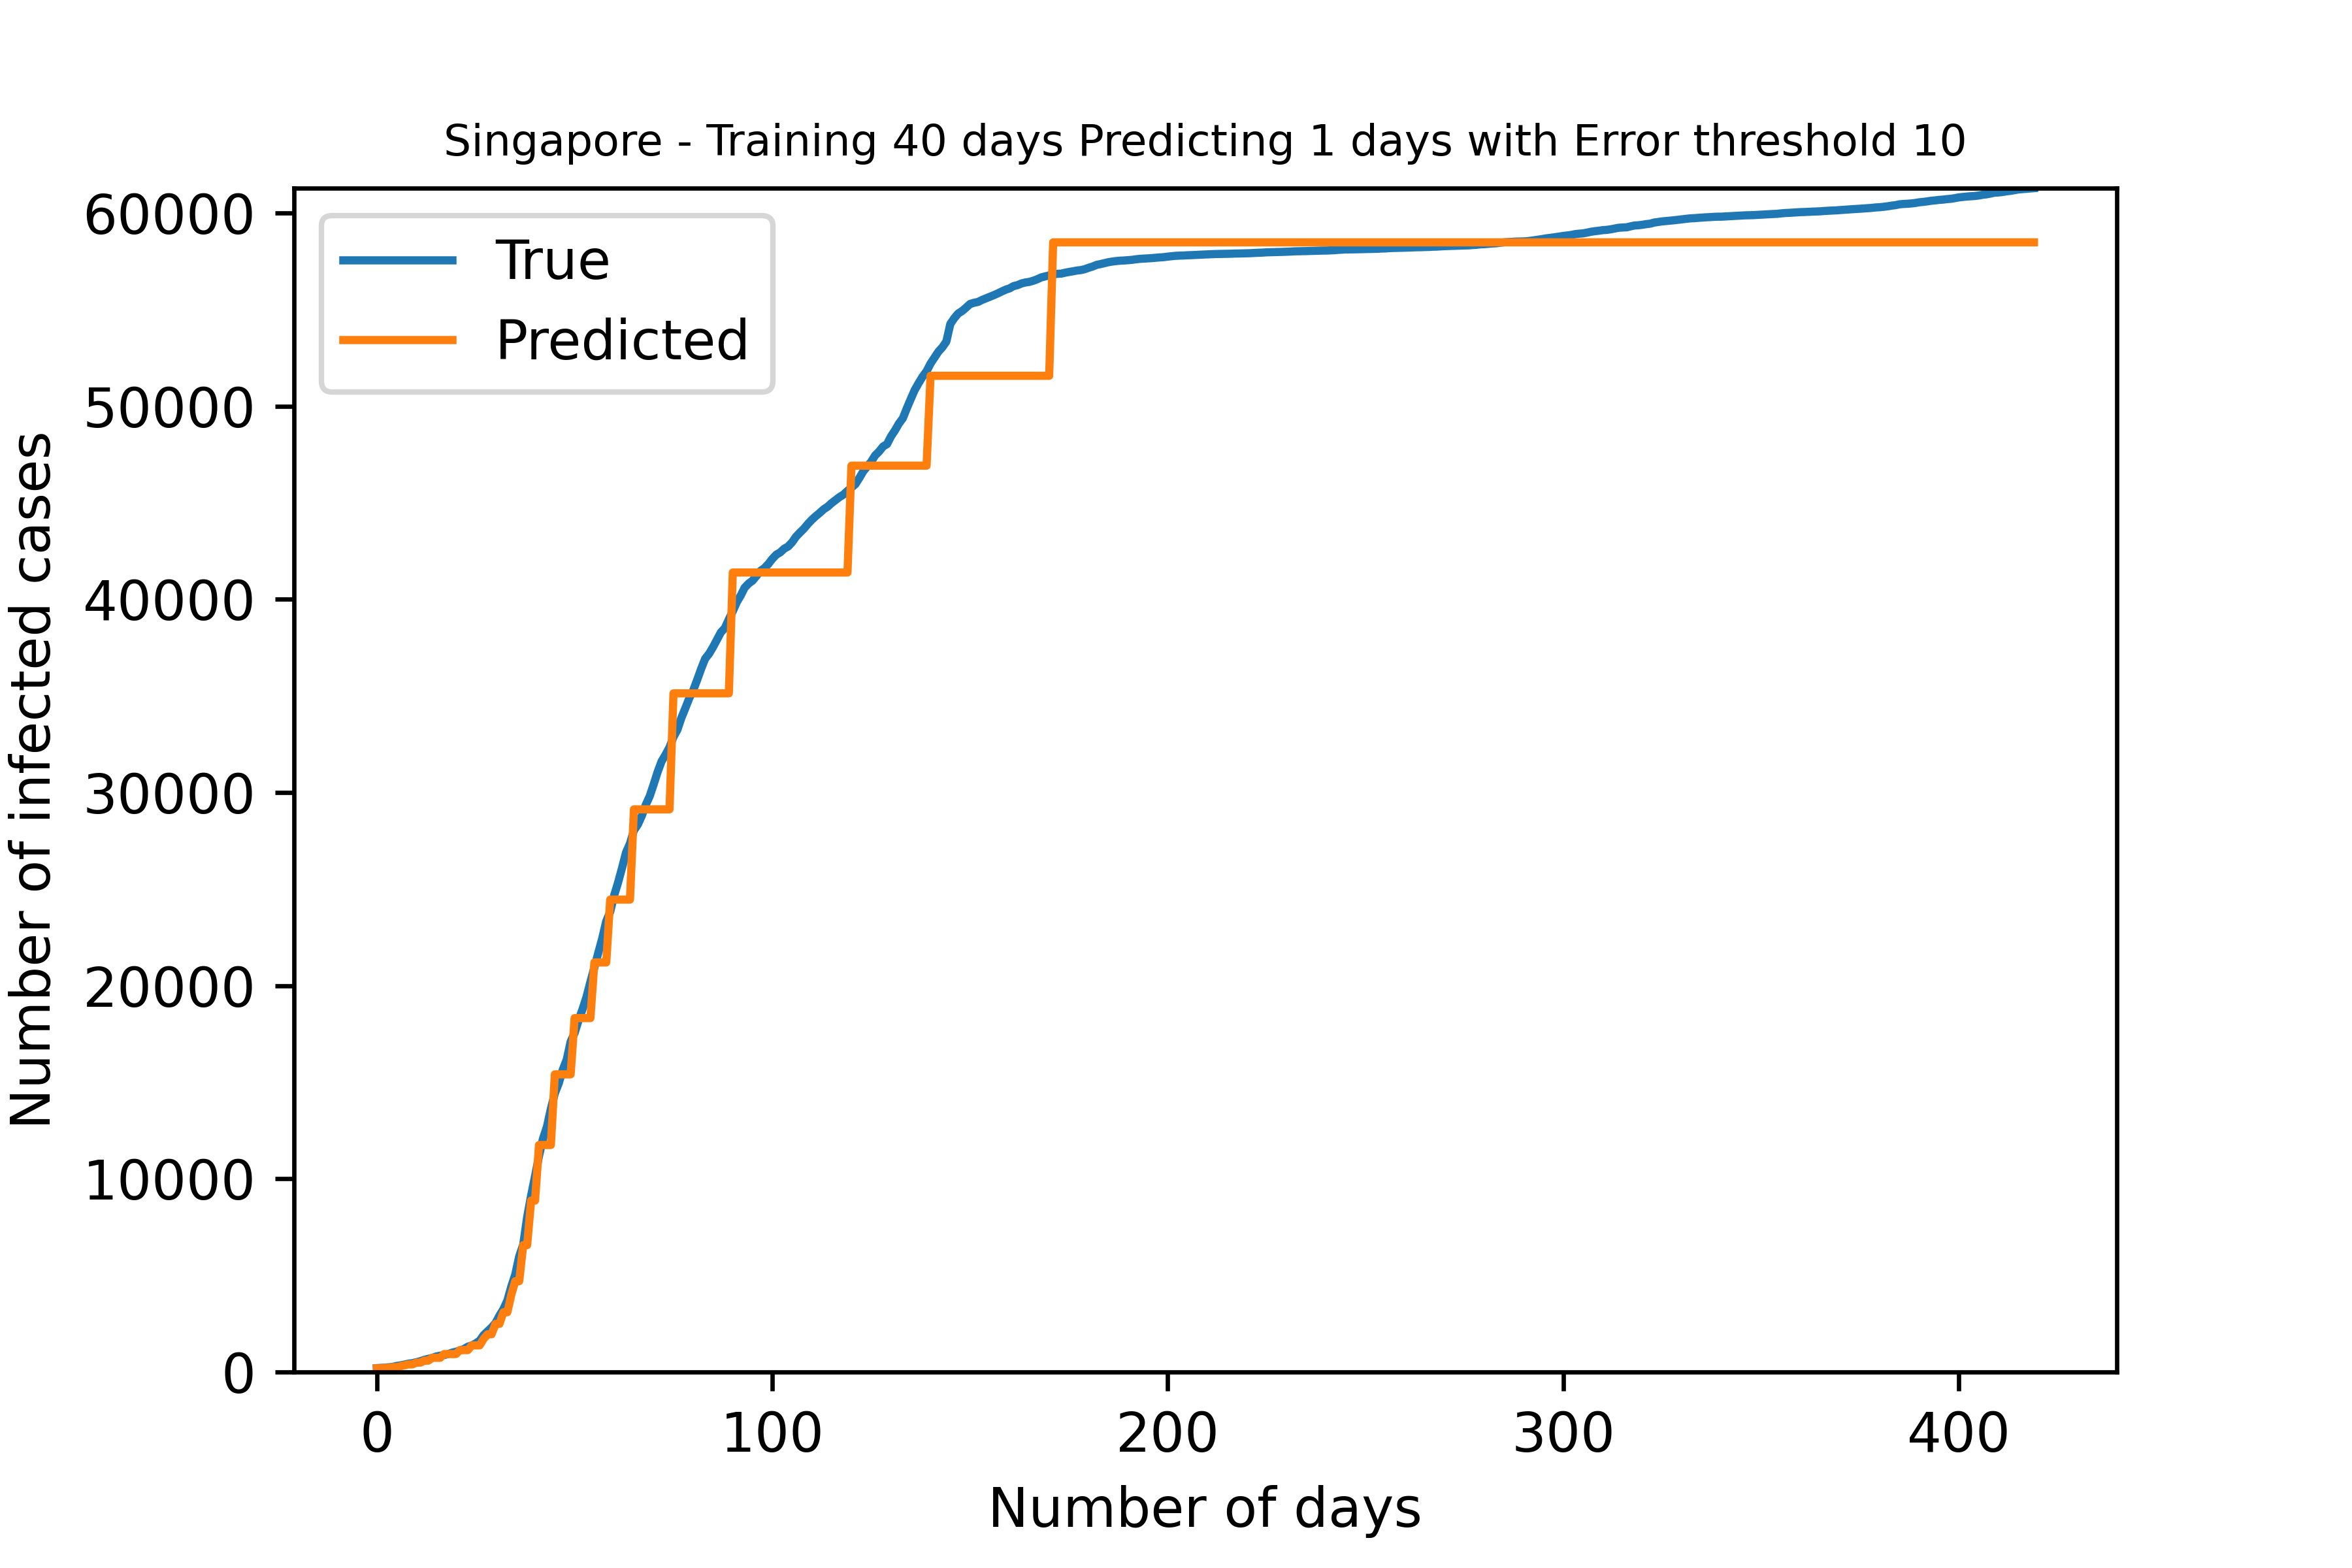 Singapore - Training 40 days Predicting 1 days with Error threshold 10
True
Predicted
Number of infected cases
60000
50000
40000
30000
20000
10000
0
0 100 200 300 400
Number of days